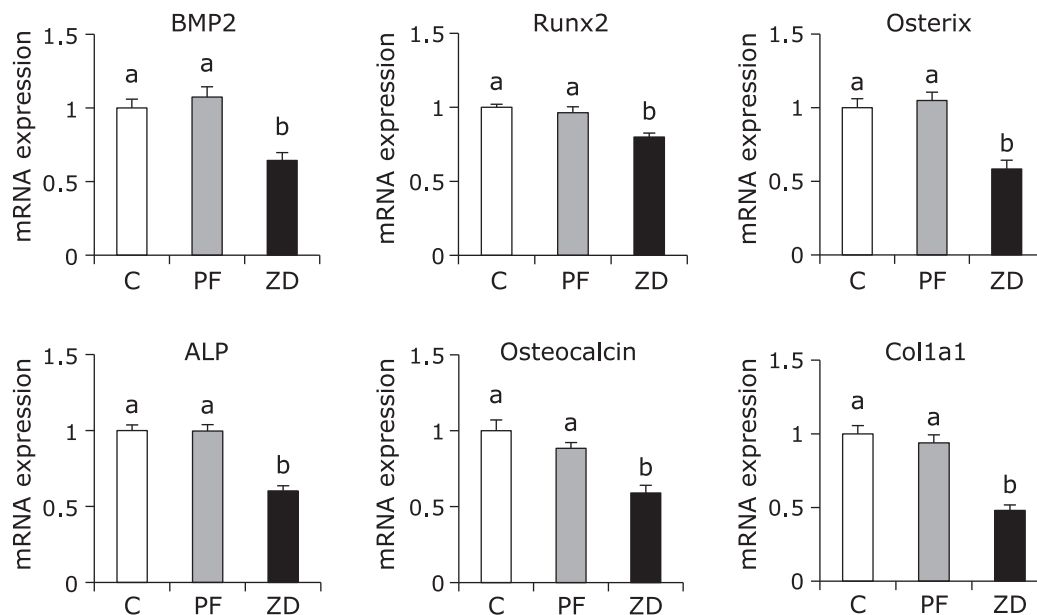 BMP2
mRNA expression
1.5
1
0.5
0
a
a
b
C PF ZD
Runx2
mRNA expression
1.5
1
0.5
0
a
a
b
C PF ZD
Osterix
mRNA expression
1.5
1
0.5
0
a
a
b
C PF ZD
ALP
mRNA expression
1.5
1
0.5
0
a
a
b
C PF ZD
Osteocalcin
mRNA expression
1.5
1
0.5
0
a
a
b
C PF ZD
Col1a1
mRNA expression
1.5
1
0.5
0
a
a
b
C PF ZD